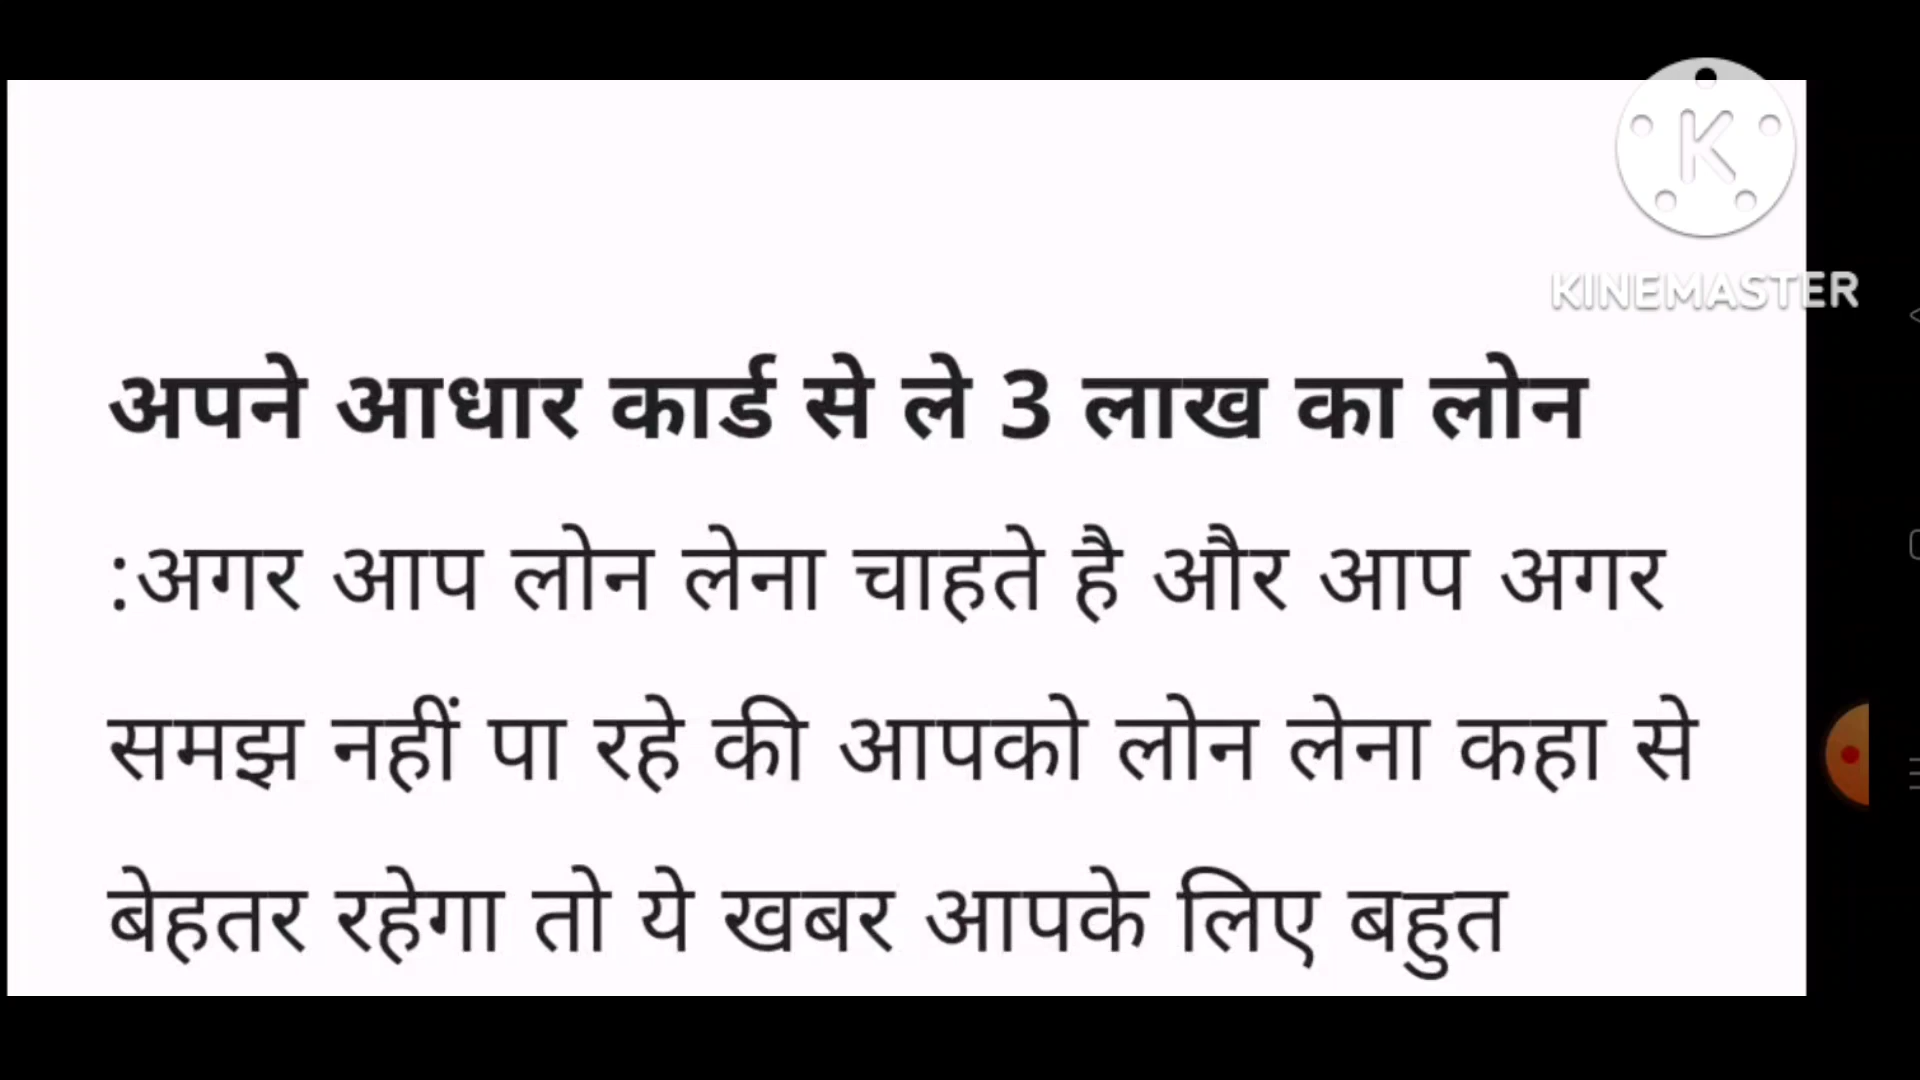 K
KINEMASTER
अपने आधार कार्ड से ले 3 लाख का लोन
:अगर आप लोन लेना चाहते है और आप अगर
समझ नहीं पा रहे की आपको लोन लेना कहा से
बेहतर रहेगा तो ये खबर आपके लिए बहुत